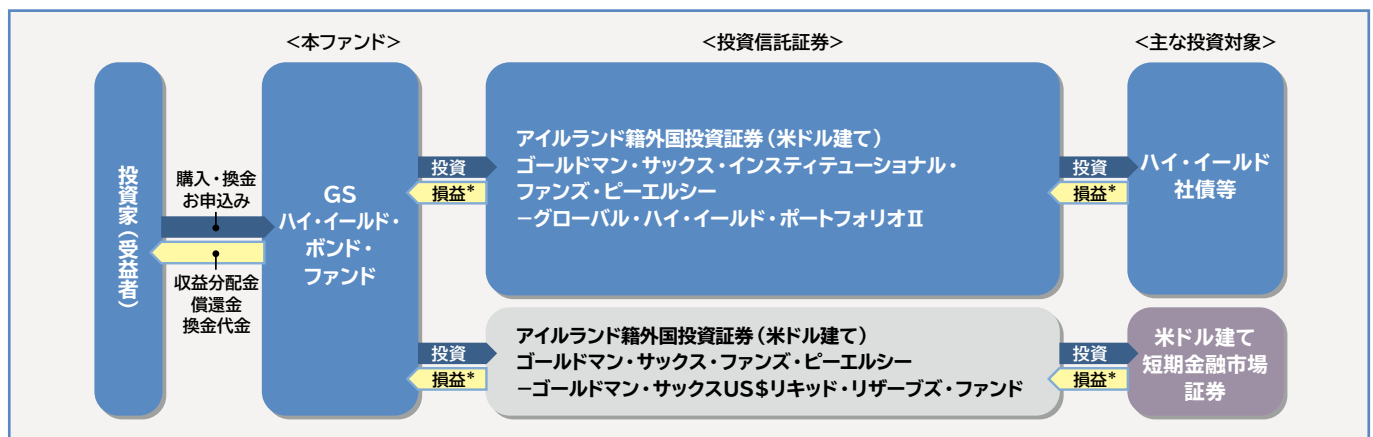 <本ファンド>
<投資信託証券>
<主な投資対象>
投資家(受益者)
購入・換金
お申込み
収益分配金
償還金
換金代金
GS
ハイ・イールド・
ボンド・
ファンド
投資
損益*
アイルランド籍外国投資証券(米ドル建て)
ゴールドマン・サックス・インスティテューショナル・
ファンズ・ピーエルシー
－グローバル・ハイ・イールド・ポートフォリオⅡ
投資
損益*
ハイ・イールド
社債等
投資
損益*
アイルランド籍外国投資証券(米ドル建て)
ゴールドマン・サックス・ファンズ・ピーエルシー
－ゴールドマン・サックスUS$リキッド・リザーブズ・ファンド
投資
損益*
米ドル建て
短期金融市場
証券